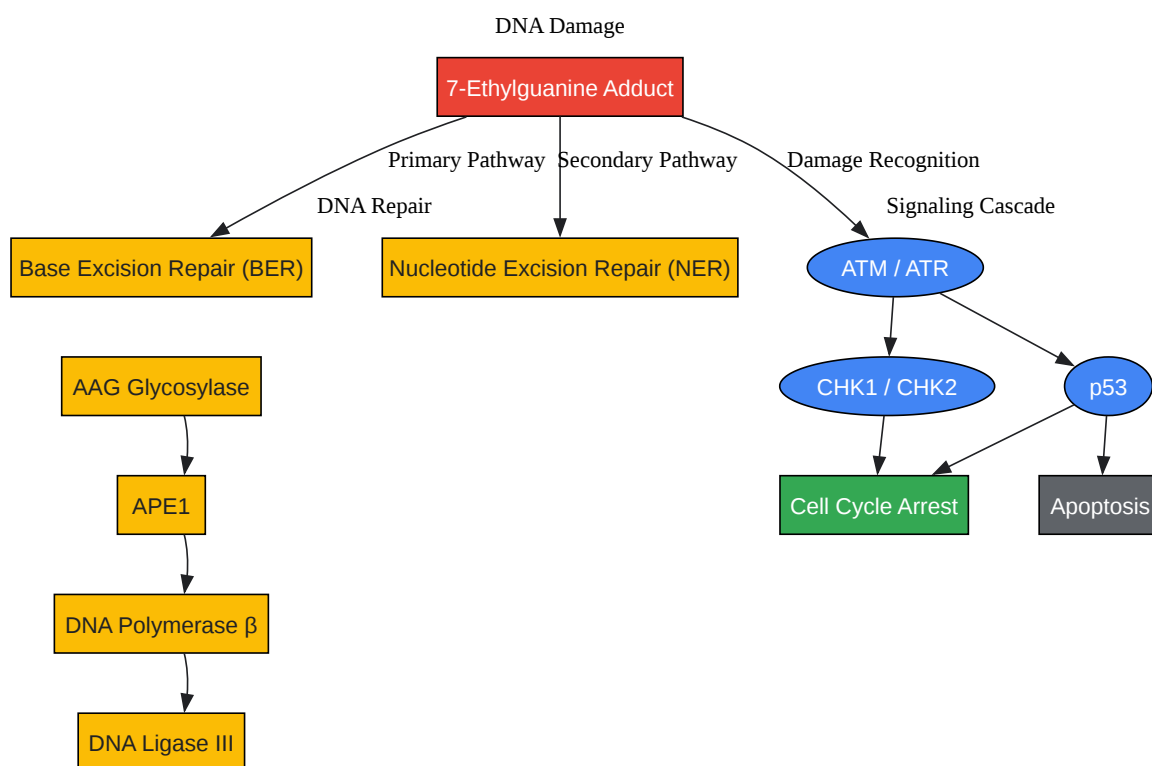 DNA Damage
7-Ethylguanine Adduct
Primary Pathway
Secondary Pathway
Damage Recognition
DNA Repair
Signaling Cascade
Base Excision Repair (BER)
Nucleotide Excision Repair (NER)
ATM / ATR
AAG Glycosylase
CHK1 / CHK2
p53
APE1
Cell Cycle Arrest
Apoptosis
DNA Polymerase β
DNA Ligase III